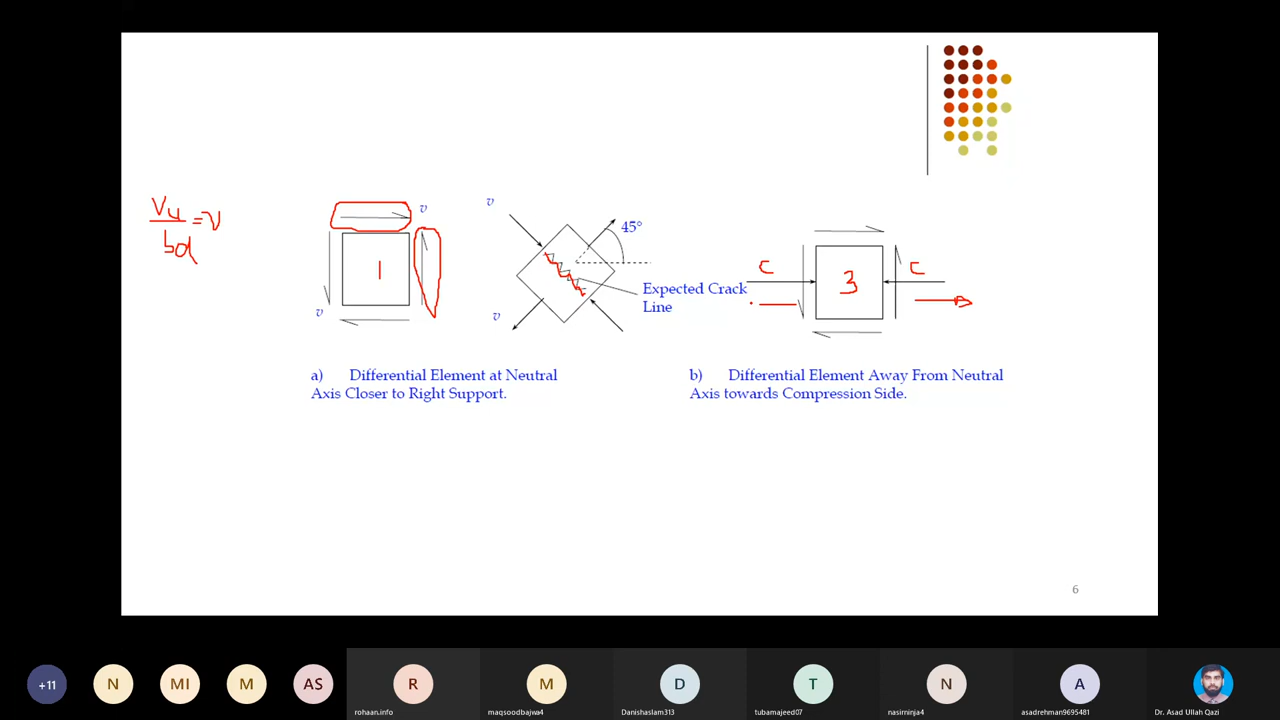 Vu/bd = v
v
1
v
v
45°
v
Expected Crack
Line
C
3
C
a) Differential Element at Neutral
Axis Closer to Right Support.
b) Differential Element Away From Neutral
Axis towards Compression Side.
6
+11
N
MI
M
AS
R
rohaan.info
M
maqsoodbajwa4
D
Danishaslam313
T
tubamajeed07
N
nasirninja4
A
asadrehman9695481
Dr. Asad Ullah Qazi